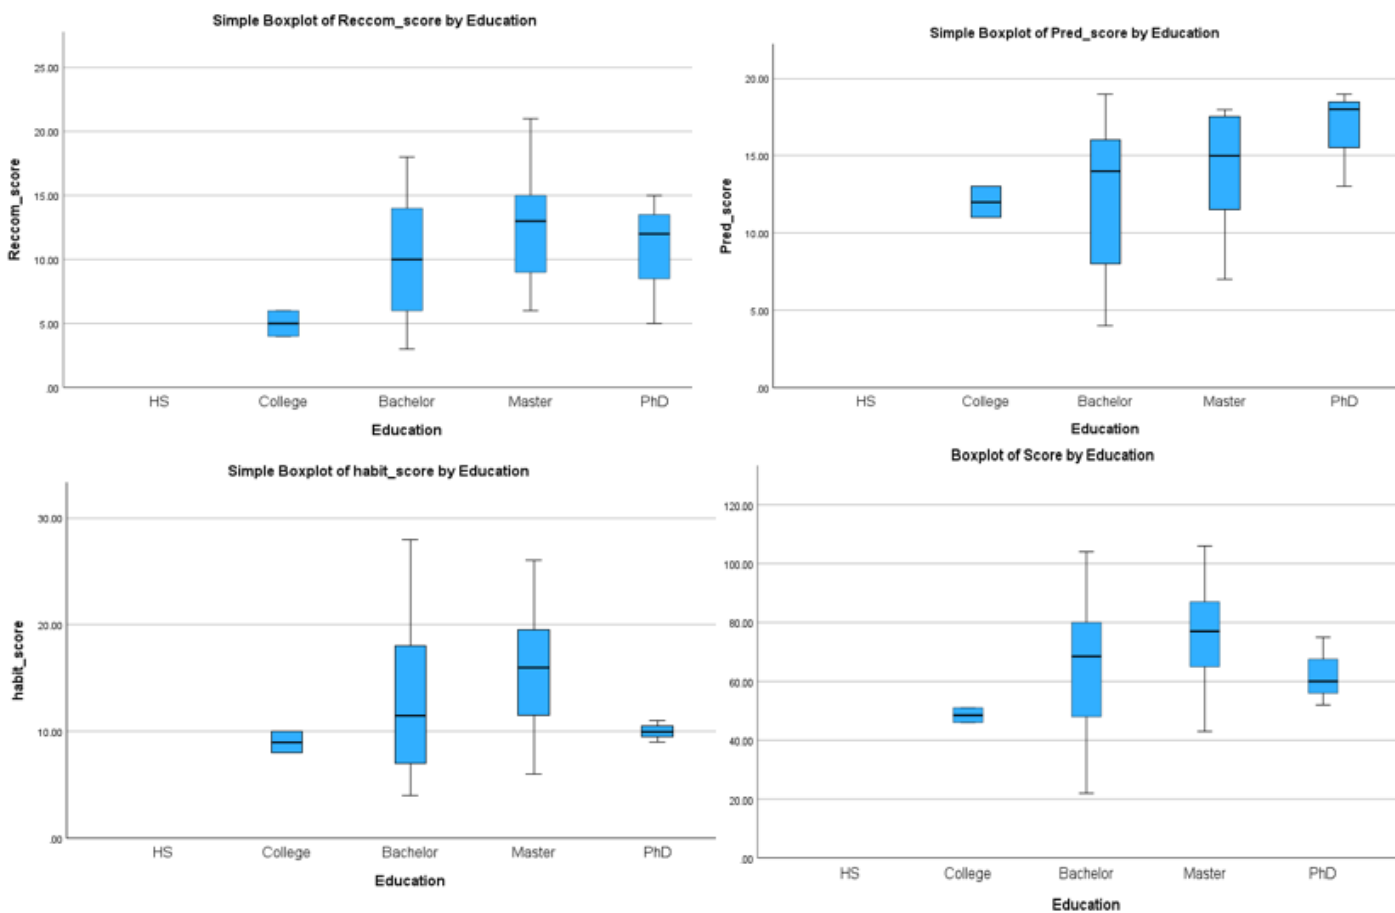 Simple Boxplot of Reccom_score by Education
25.00
20.00
15.00
10.00
5.00
.00
Reccom_score
HS College Bachelor Master PhD
Education
Simple Boxplot of Pred_score by Education
20.00
15.00
10.00
5.00
.00
Pred_score
HS College Bachelor Master PhD
Education
Simple Boxplot of habit_score by Education
30.00
20.00
10.00
.00
habit_score
HS College Bachelor Master PhD
Education
Boxplot of Score by Education
120.00
100.00
80.00
60.00
40.00
20.00
.00
HS College Bachelor Master PhD
Education